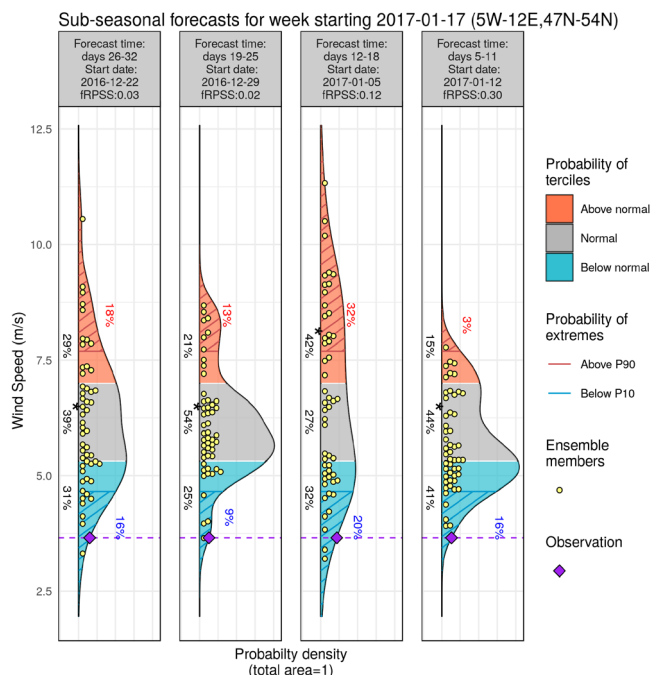 Sub-seasonal forecasts for week starting 2017-01-17 (5W-12E,47N-54N)
Forecast time:
days 26-32
Start date:
2016-12-22
fRPSS:0.03
Forecast time:
days 19-25
Start date:
2016-12-29
fRPSS:0.02
Forecast time:
days 12-18
Start date:
2017-01-05
fRPSS:0.12
Forecast time:
days 5-11
Start date:
2017-01-12
fRPSS:0.30
Wind Speed (m/s)
12.5
10.0
7.5
5.0
2.5
18%
29%
39%
31%
16%
13%
21%
54%
25%
9%
32%
42%
27%
32%
20%
3%
15%
44%
41%
16%
Probabilty density
(total area=1)
Probability of
terciles
Above normal
Normal
Below normal
Probability of
extremes
Above P90
Below P10
Ensemble
members
Observation